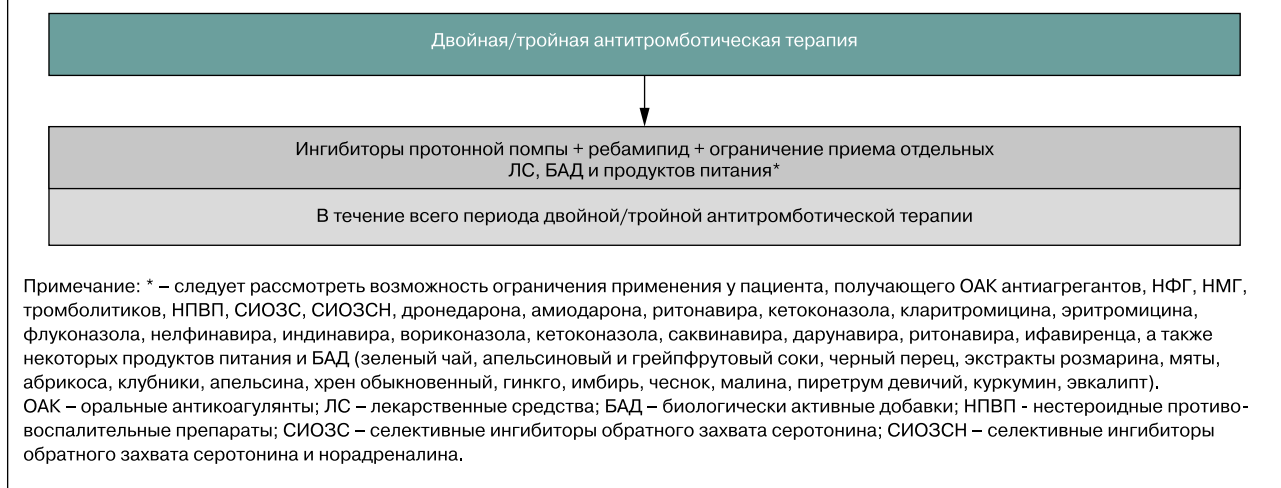 Двойная/тройная антитромботическая терапия
Ингибиторы протонной помпы + ребамипид + ограничение приема отдельных
ЛС, БАД и продуктов питания*
В течение всего периода двойной/тройной антитромботической терапии
Примечание: * – следует рассмотреть возможность ограничения применения у пациента, получающего ОАК антиагрегантов, НФГ, НМГ,
тромболитиков, НПВП, СИОЗС, СИОЗСН, дронедарона, амиодарона, ритонавира, кетоконазола, кларитромицина, эритромицина,
флуконазола, нелфинавира, индинавира, вориконазола, кетоконазола, саквинавира, дарунавира, ритонавира, ифавиренца, а также
некоторых продуктов питания и БАД (зеленый чай, апельсиновый и грейпфрутовый соки, черный перец, экстракты розмарина, мяты,
абрикоса, клубники, апельсина, хрен обыкновенный, гинкго, имбирь, чеснок, малина, пиретрум девичий, куркумин, эвкалипт).
ОАК – оральные антикоагулянты; ЛС – лекарственные средства; БАД – биологически активные добавки; НПВП - нестероидные противо-
воспалительные препараты; СИОЗС – селективные ингибиторы обратного захвата серотонина; СИОЗСН – селективные ингибиторы
обратного захвата серотонина и норадреналина.